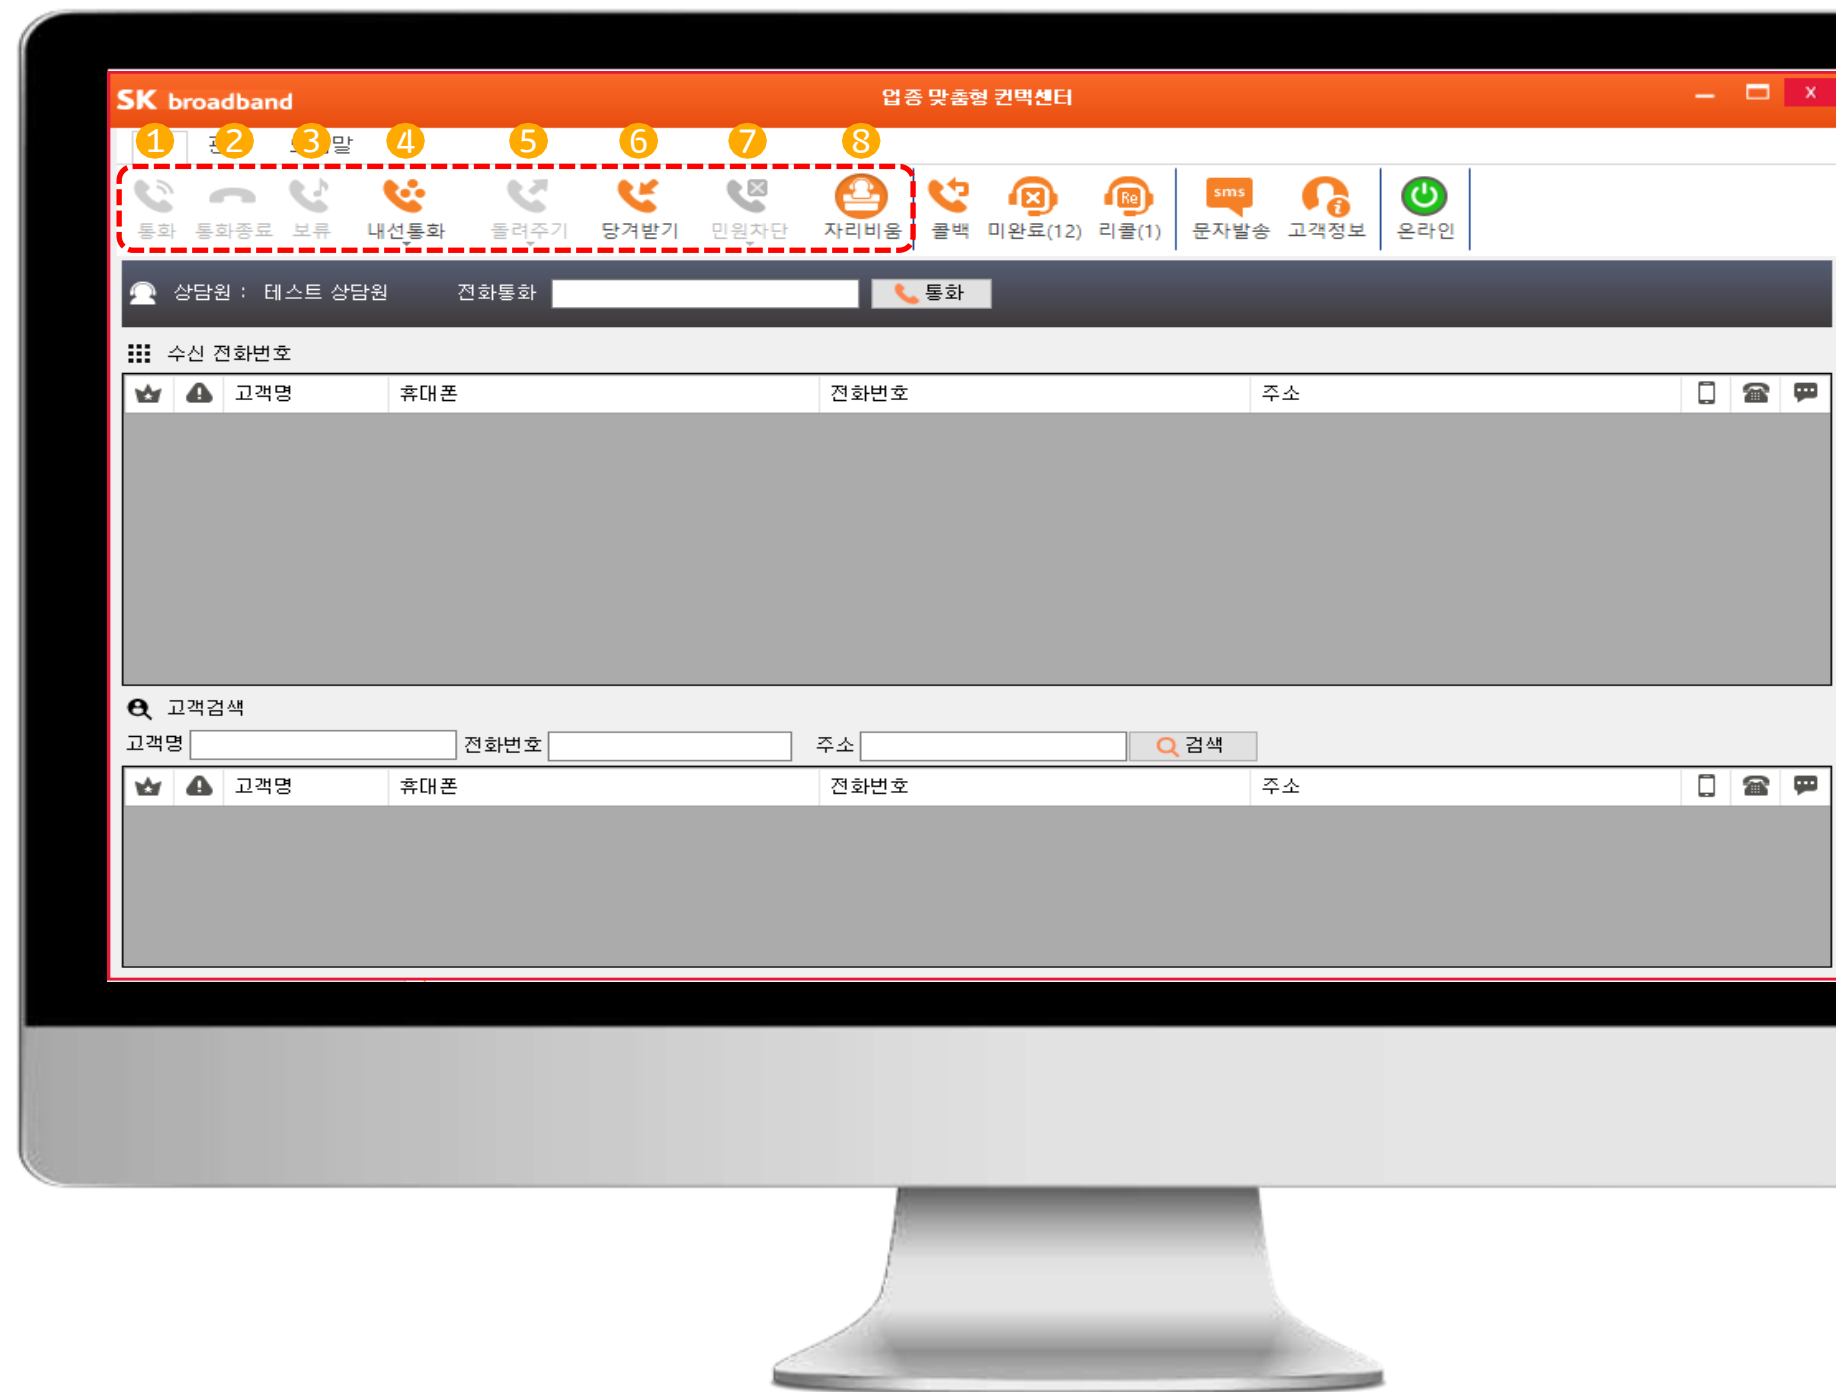 SK broadband
업종 맞춤형 컨택센터
1 2 3 4 5 6 7 8
말
통화 통화종료 보류 내선통화 돌려주기 당겨받기 민원차단 자리비움 콜백 미완료(12) 리콜(1) 문자발송 고객정보 온라인
sms
Re
상담원 : 테스트 상담원 전화통화 통화
수신 전화번호
고객명 휴대폰 전화번호 주소
고객검색
고객명 전화번호 주소 검색
고객명 휴대폰 전화번호 주소